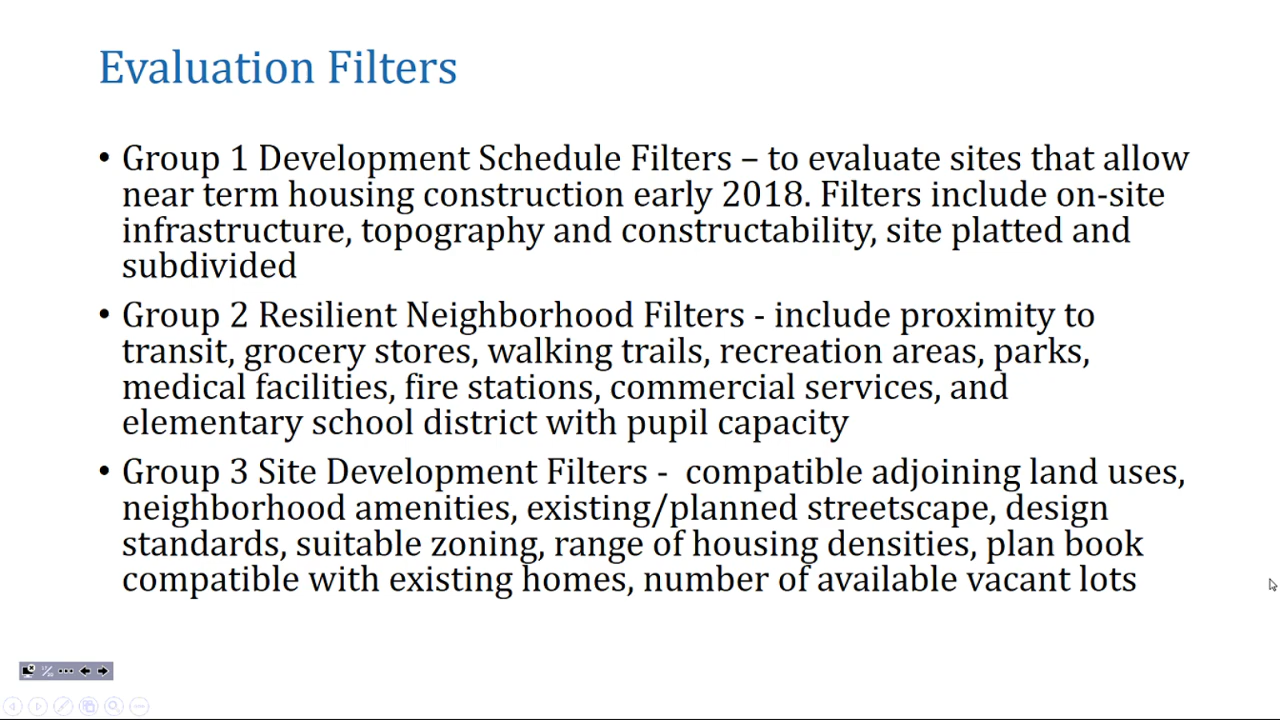 Evaluation Filters
• Group 1 Development Schedule Filters – to evaluate sites that allow
near term housing construction early 2018. Filters include on-site
infrastructure, topography and constructability, site platted and
subdivided
• Group 2 Resilient Neighborhood Filters - include proximity to
transit, grocery stores, walking trails, recreation areas, parks,
medical facilities, fire stations, commercial services, and
elementary school district with pupil capacity
• Group 3 Site Development Filters -  compatible adjoining land uses,
neighborhood amenities, existing/planned streetscape, design
standards, suitable zoning, range of housing densities, plan book
compatible with existing homes, number of available vacant lots